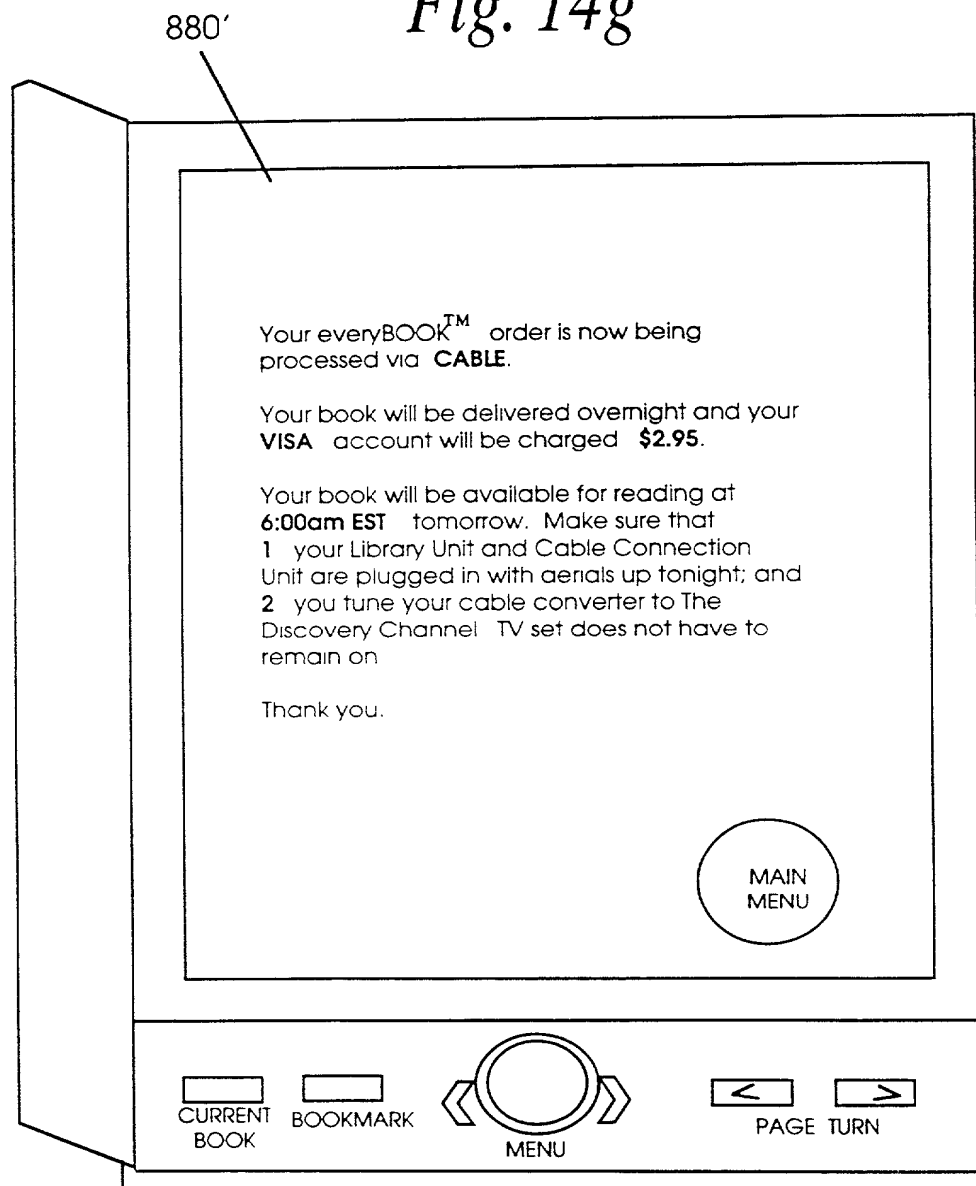 Fig. 14g
880'
Your everyBOOK™ order is now being
processed via CABLE.
Your book will be delivered overnight and your
VISA account will be charged $2.95.
Your book will be available for reading at
6:00am EST tomorrow. Make sure that
1 your Library Unit and Cable Connection
Unit are plugged in with aerials up tonight; and
2 you tune your cable converter to The
Discovery Channel TV set does not have to
remain on
Thank you.
MAIN
MENU
CURRENT
BOOK
BOOKMARK
MENU
< >
PAGE TURN